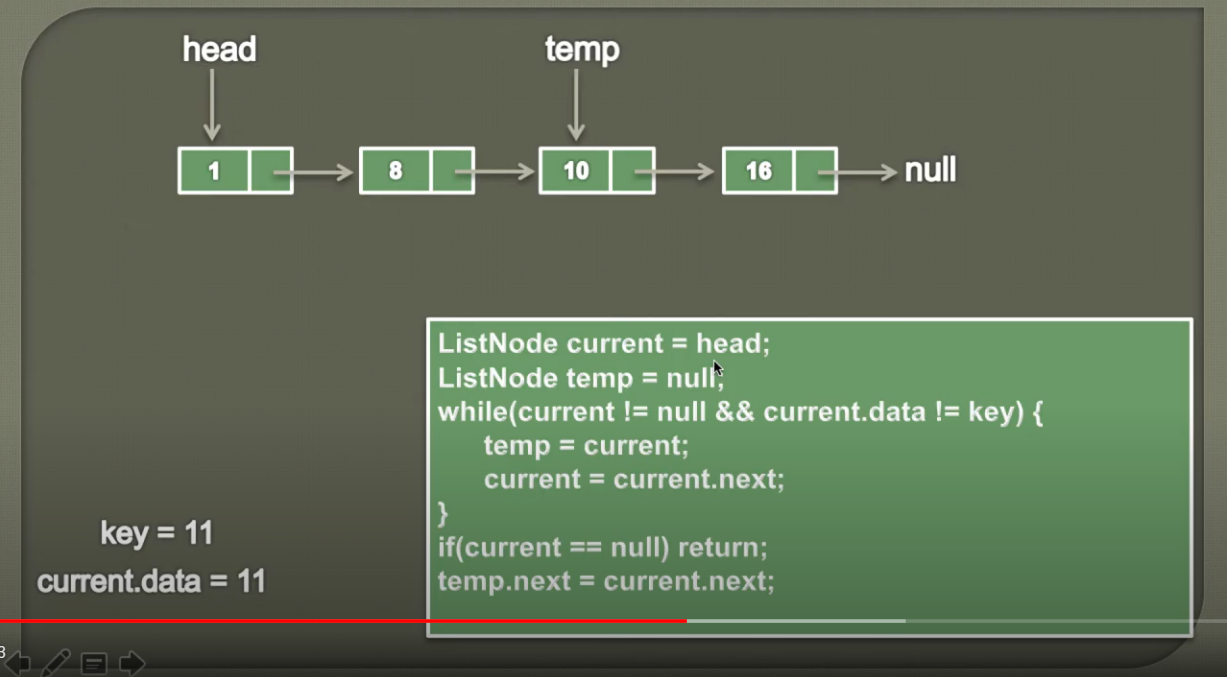 head temp
1 8 10 16 null
ListNode current = head;
ListNode temp = null;
while(current != null && current.data != key) {
temp = current;
current = current.next;
}
if(current == null) return;
temp.next = current.next;
key = 11
current.data = 11
3